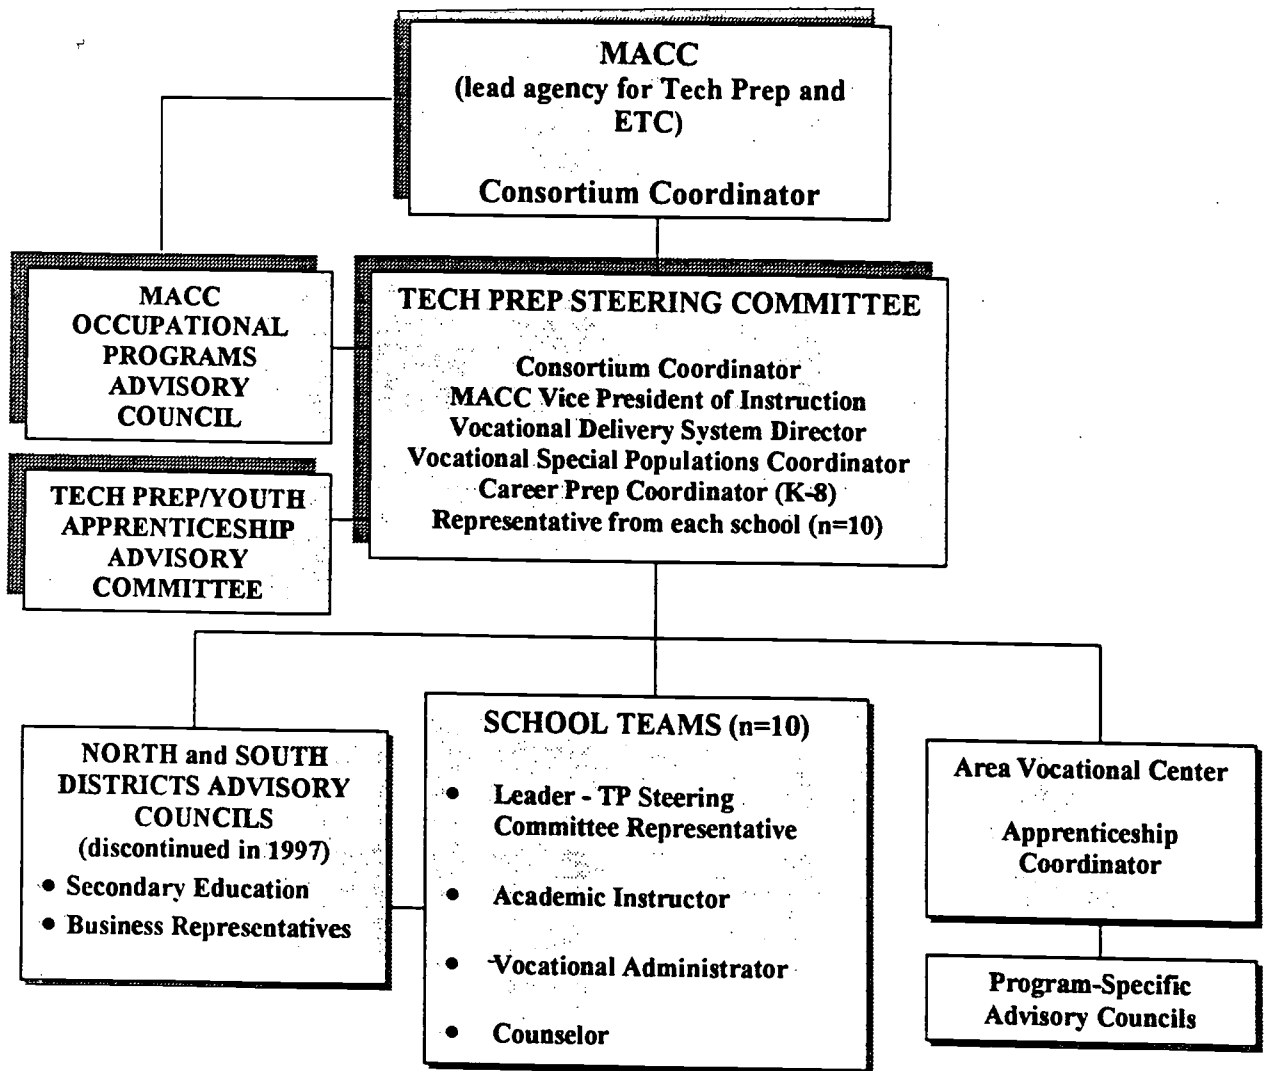 MACC
(lead agency for Tech Prep and
ETC)
Consortium Coordinator
MACC
OCCUPATIONAL
PROGRAMS
ADVISORY
COUNCIL
TECH PREP STEERING COMMITTEE
Consortium Coordinator
MACC Vice President of Instruction
Vocational Delivery System Director
Vocational Special Populations Coordinator
Career Prep Coordinator (K-8)
Representative from each school (n=10)
TECH PREP/YOUTH
APPRENTICESHIP
ADVISORY
COMMITTEE
NORTH and SOUTH
DISTRICTS ADVISORY
COUNCILS
(discontinued in 1997)
• Secondary Education
• Business Representatives
SCHOOL TEAMS (n=10)
• Leader - TP Steering
Committee Representative
• Academic Instructor
• Vocational Administrator
• Counselor
Area Vocational Center
Apprenticeship
Coordinator
Program-Specific
Advisory Councils